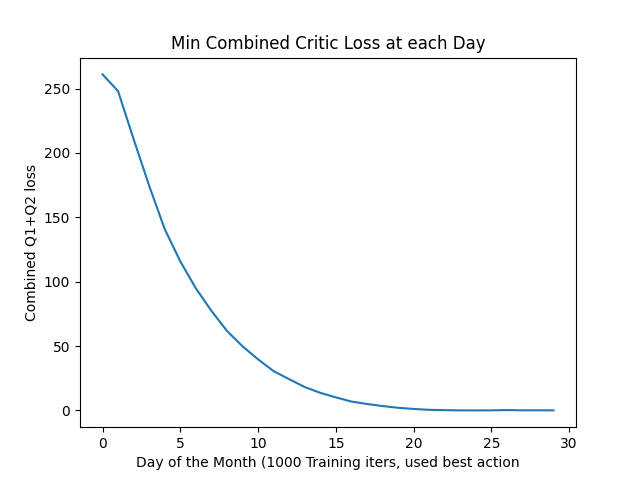 Min Combined Critic Loss at each Day
Combined Q1+Q2 loss
250
200
150
100
50
0
0 5 10 15 20 25 30
Day of the Month (1000 Training iters, used best action